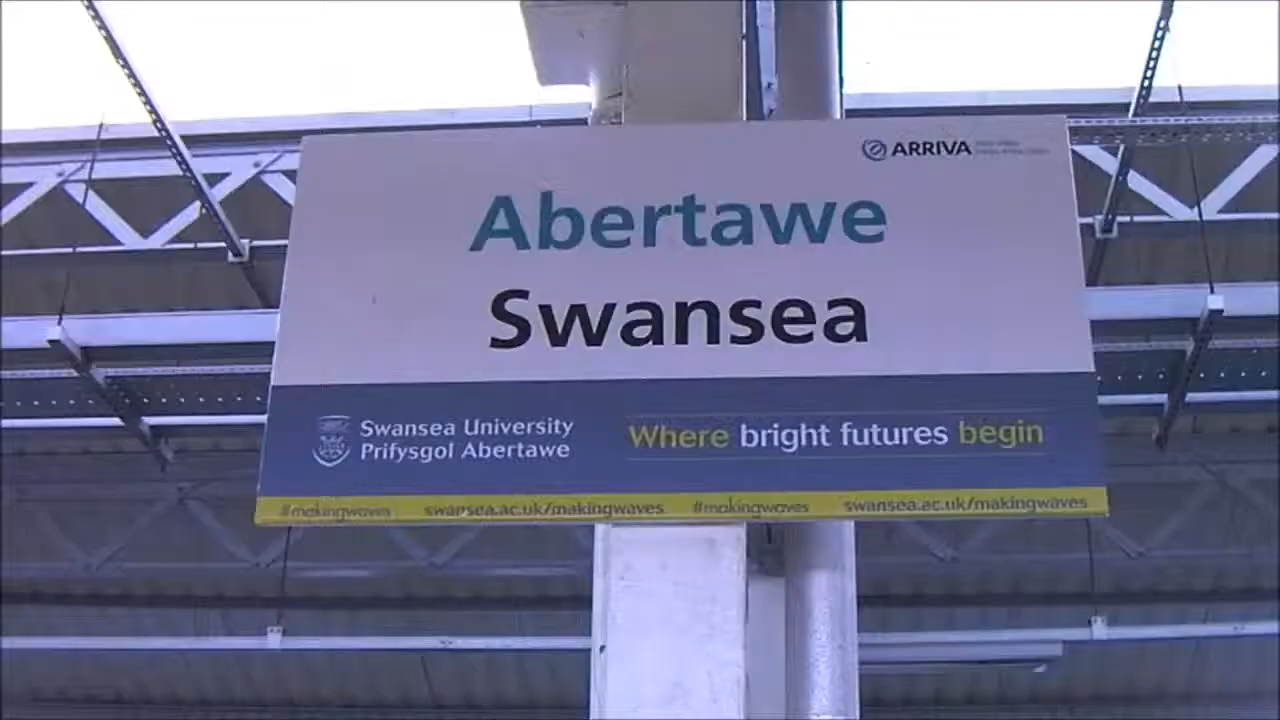 ARRIVA
Abertawe
Swansea
Swansea University
Prifysgol Abertawe
Where bright futures begin
#makingwaves swansea.ac.uk/makingwaves #makingwaves swansea.ac.uk/makingwaves